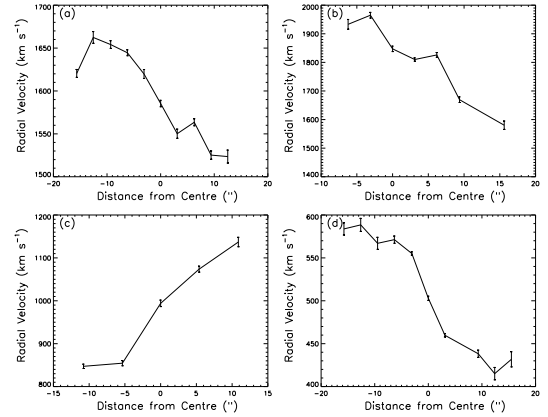 (a)
1700
1650
1600
1550
1500
Radial Velocity (km s⁻¹)
-20 -10 0 10 20
Distance from Centre (")
(b)
2000
1900
1800
1700
1600
1500
1400
Radial Velocity (km s⁻¹)
-10 -5 0 5 10 15 20
Distance from Centre (")
(c)
1200
1100
1000
900
800
Radial Velocity (km s⁻¹)
-15 -10 -5 0 5 10 15
Distance from Centre (")
(d)
600
550
500
450
400
Radial Velocity (km s⁻¹)
-20 -10 0 10 20
Distance from Centre (")